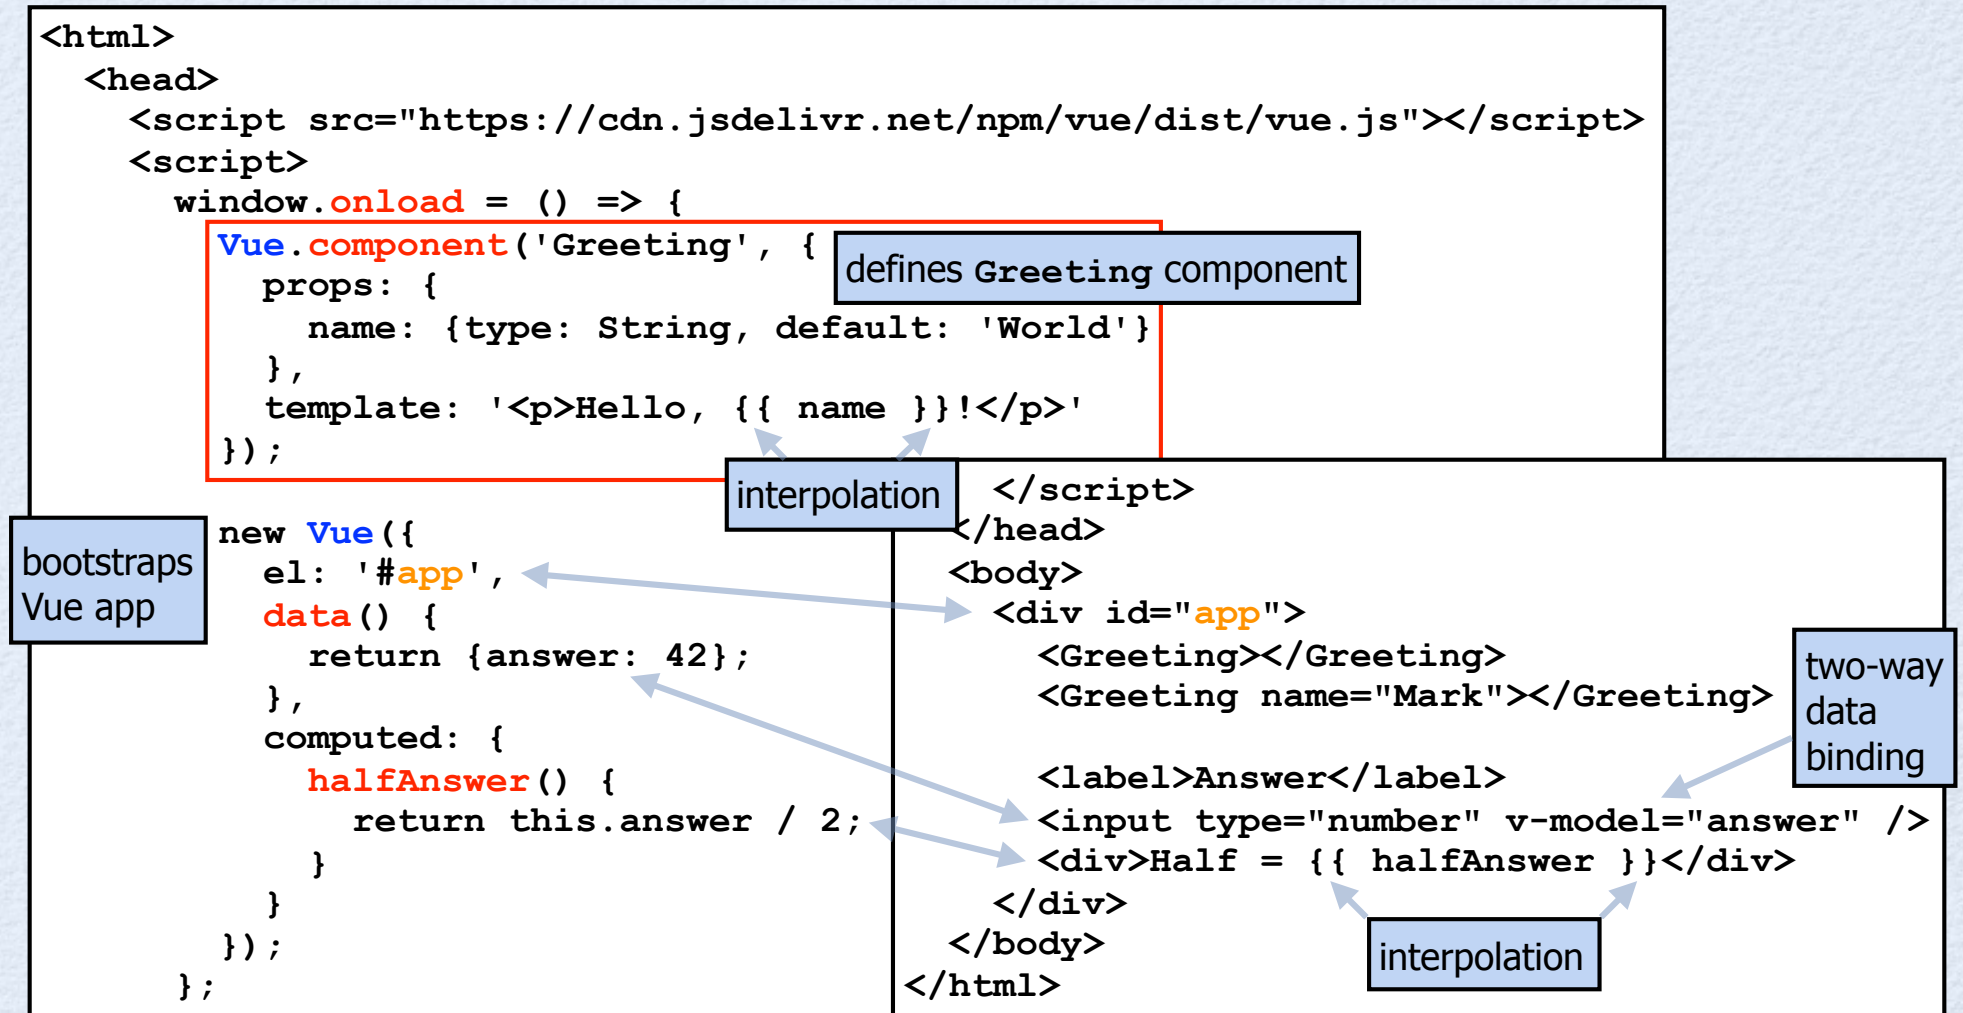 <html>
<head>
<script src="https://cdn.jsdelivr.net/npm/vue/dist/vue.js"></script>
<script>
window.onload = () => {
Vue.component('Greeting', {
defines Greeting component
props: {
name: {type: String, default: 'World'}
},
template: '<p>Hello, {{ name }}!</p>'
});
interpolation
bootstraps
Vue app
new Vue({
el: '#app',
data() {
return {answer: 42};
},
computed: {
halfAnswer() {
return this.answer / 2;
}
}
});
};
</script>
</head>
<body>
<div id="app">
<Greeting></Greeting>
<Greeting name="Mark"></Greeting>
two-way
data
binding
<label>Answer</label>
<input type="number" v-model="answer" />
<div>Half = {{ halfAnswer }}</div>
</div>
</body>
interpolation
</html>